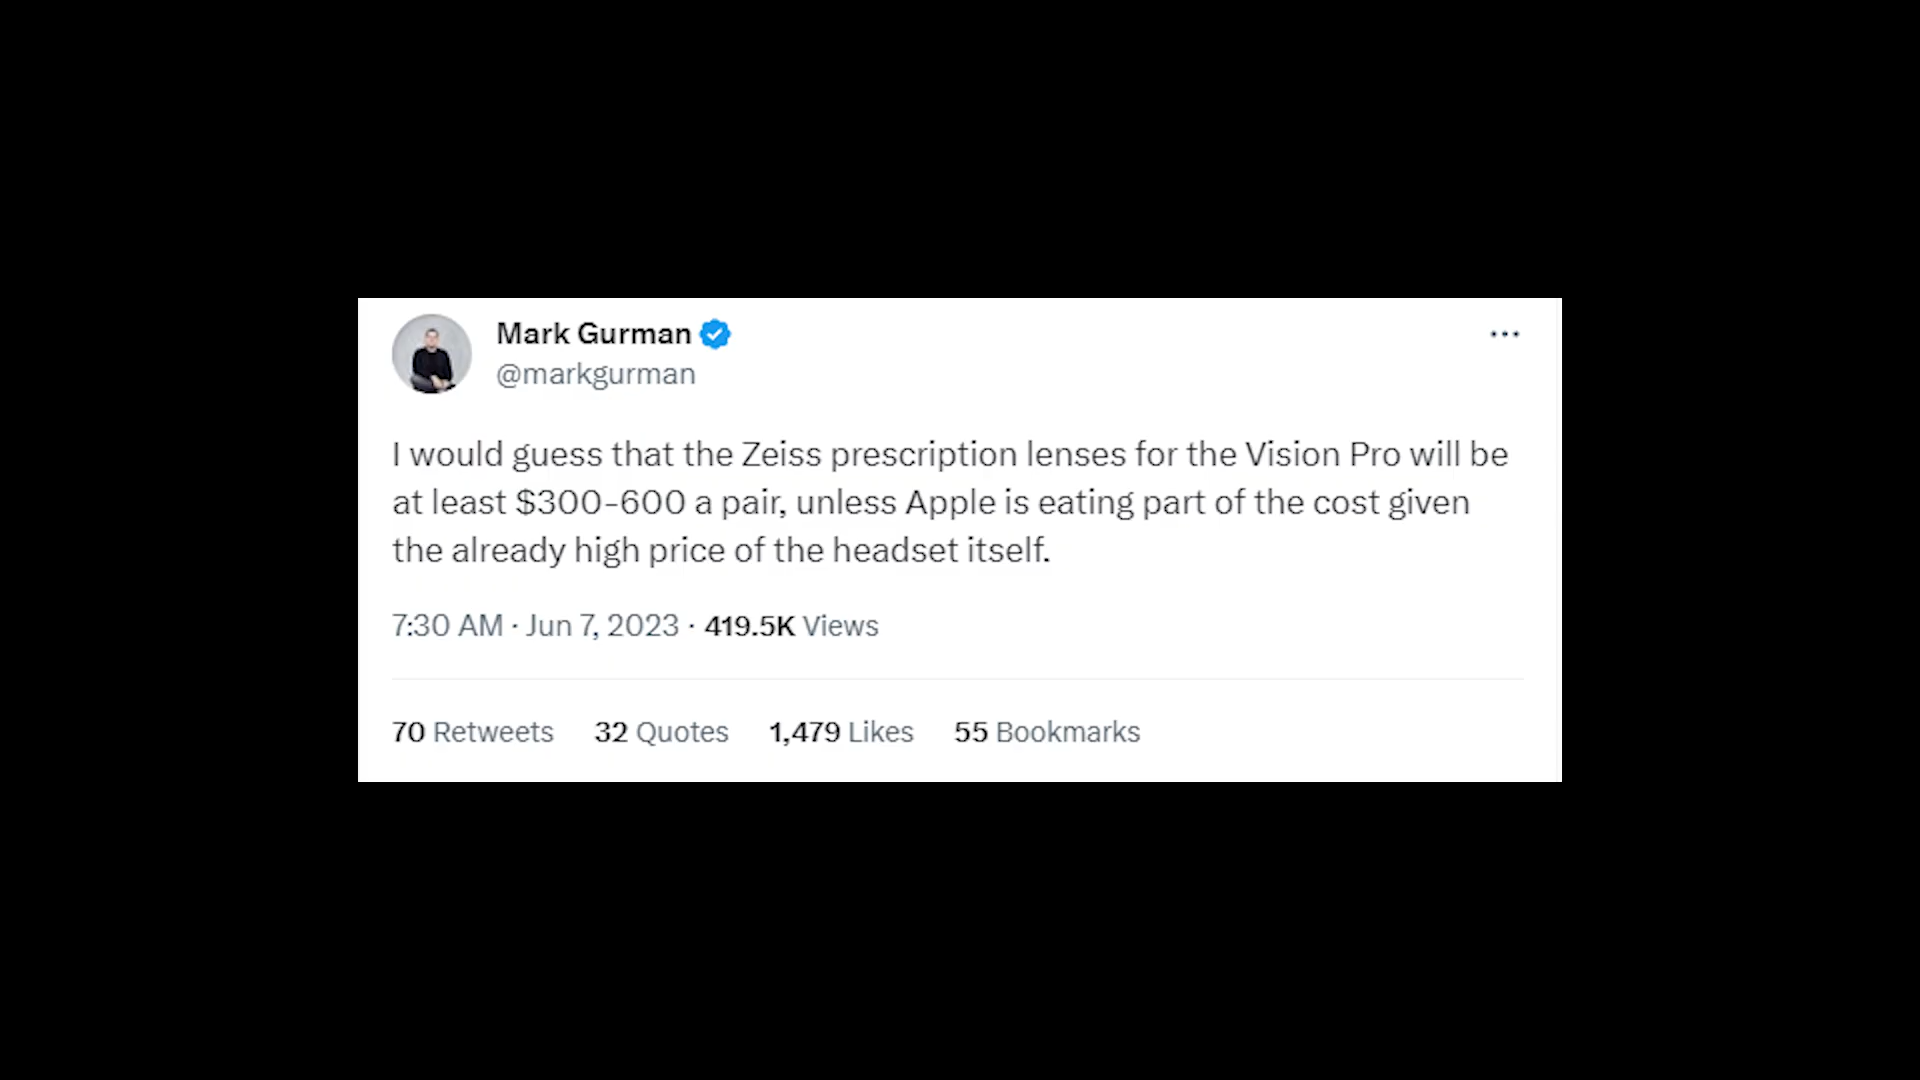 Mark Gurman
@markgurman
I would guess that the Zeiss prescription lenses for the Vision Pro will be
at least $300-600 a pair, unless Apple is eating part of the cost given
the already high price of the headset itself.
7:30 AM · Jun 7, 2023 · 419.5K Views
70 Retweets 32 Quotes 1,479 Likes 55 Bookmarks